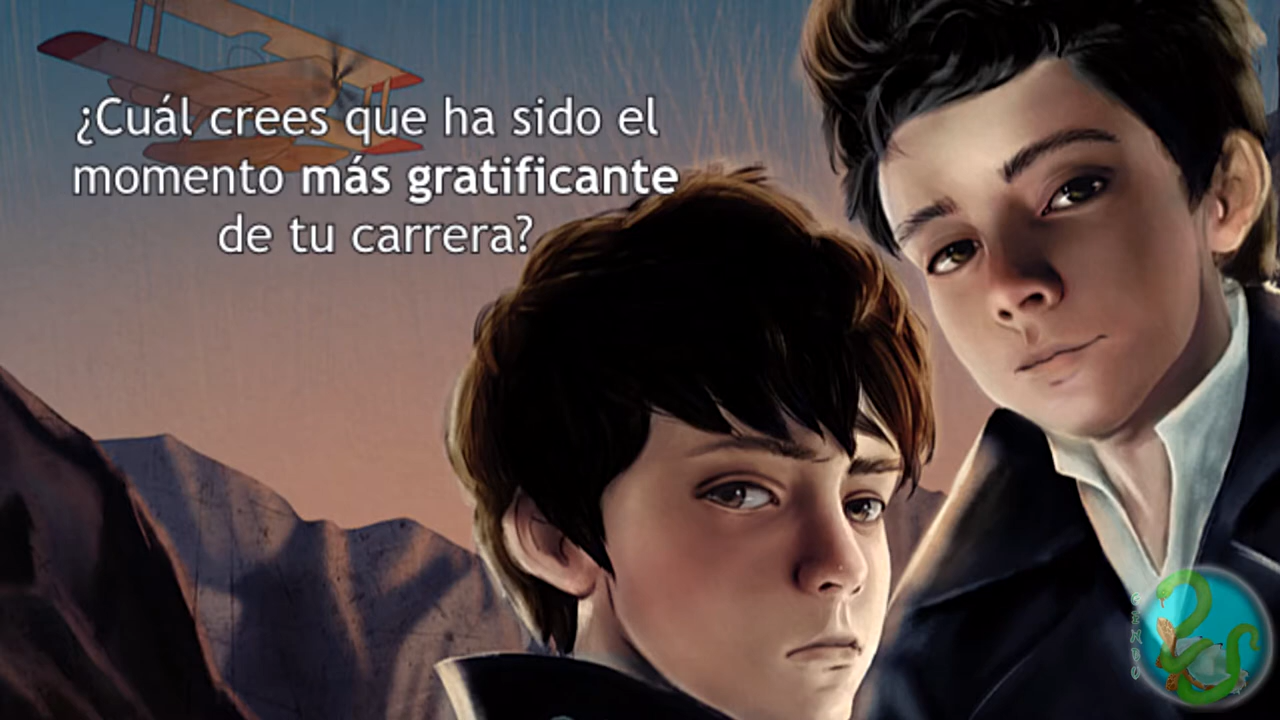 ¿Cuál crees que ha sido el
momento más gratificante
de tu carrera?